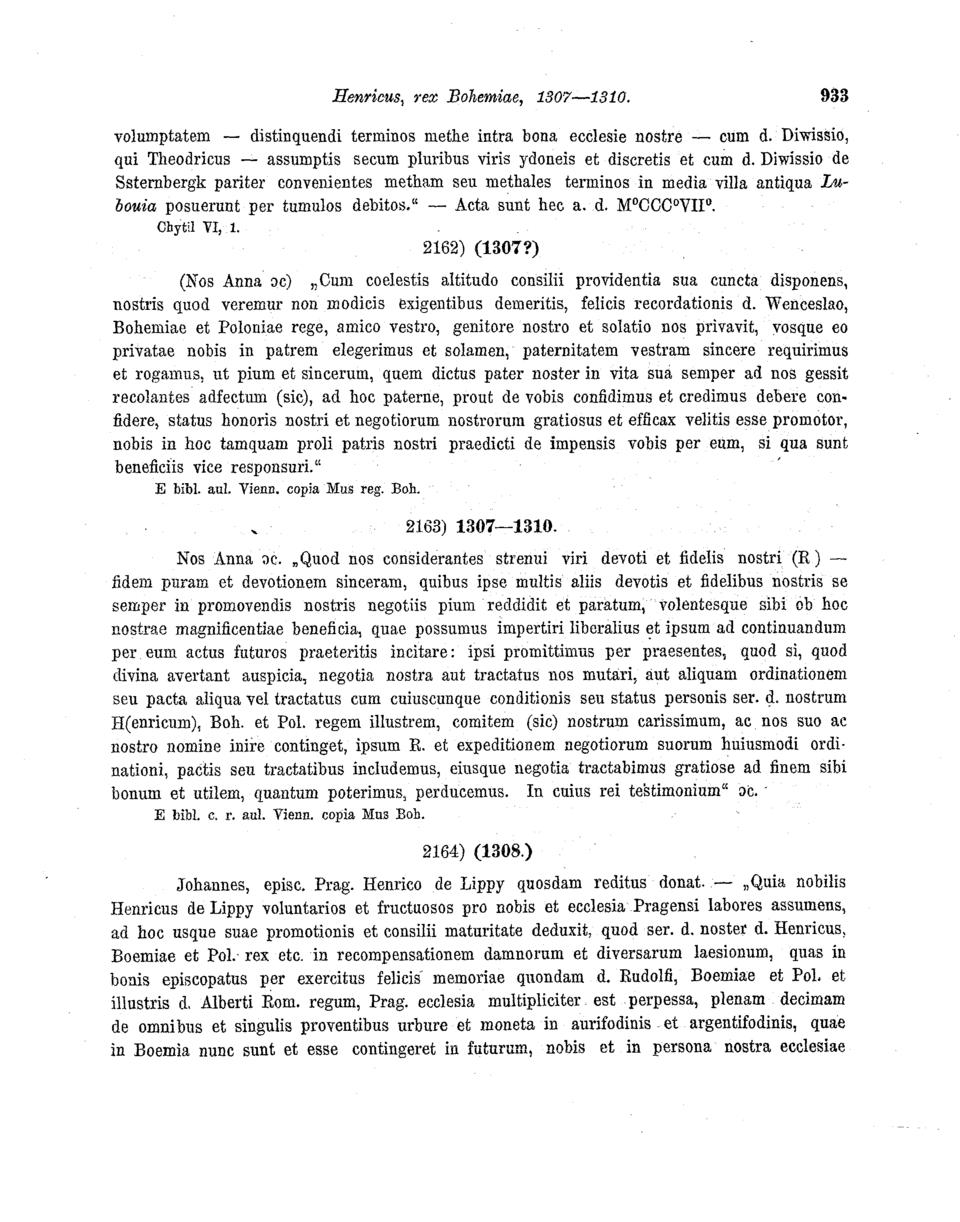 Henricus, rex Bohemiae, 1307—1310. 933
volumptatem — distinquendi terminos methe intra bona ecclesie nostre — cum d. Diwissio,
qui Theodricus — assumptis secum pluribus viris ydoneis et discretis et cum d. Diwissio de
Ssternbergk pariter convenientes metham seu methales terminos in media villa antiqua Lu-
bouia posuerunt per tumulos debitos.“ — Acta sunt hec a. d. M⁰CCC⁰VII⁰.
Chytil VI, 1.
2162) (1307?)
(Nos Anna ɔc) „Cum coelestis altitudo consilii providentia sua cuncta disponens,
nostris quod veremur non modicis exigentibus demeritis, felicis recordationis d. Wenceslao,
Bohemiae et Poloniae rege, amico vestro, genitore nostro et solatio nos privavit, vosque eo
privatae nobis in patrem elegerimus et solamen, paternitatem vestram sincere requirimus
et rogamus, ut pium et sincerum, quem dictus pater noster in vita sua semper ad nos gessit
recolantes adfectum (sic), ad hoc paterne, prout de vobis confidimus et credimus debere con-
fidere, status honoris nostri et negotiorum nostrorum gratiosus et efficax velitis esse promotor,
nobis in hoc tamquam proli patris nostri praedicti de impensis vobis per eum, si qua sunt
beneficiis vice responsuri.“
E bibl. aul. Vienn. copia Mus reg. Boh.
2163) 1307—1310.
Nos Anna ɔc. „Quod nos considerantes strenui viri devoti et fidelis nostri (R ) —
fidem puram et devotionem sinceram, quibus ipse multis aliis devotis et fidelibus nostris se
semper in promovendis nostris negotiis pium reddidit et paratum, volentesque sibi ob hoc
nostrae magnificentiae beneficia, quae possumus impertiri liberalius et ipsum ad continuandum
per eum actus futuros praeteritis incitare: ipsi promittimus per praesentes, quod si, quod
divina avertant auspicia, negotia nostra aut tractatus nos mutari, aut aliquam ordinationem
seu pacta aliqua vel tractatus cum cuiuscunque conditionis seu status personis ser. d. nostrum
H(enricum), Boh. et Pol. regem illustrem, comitem (sic) nostrum carissimum, ac nos suo ac
nostro nomine inire continget, ipsum R. et expeditionem negotiorum suorum huiusmodi ordi-
nationi, pactis seu tractatibus includemus, eiusque negotia tractabimus gratiose ad finem sibi
bonum et utilem, quantum poterimus, perducemus. In cuius rei testimonium“ ɔc.
E bibl. c. r. aul. Vienn. copia Mus Boh.
2164) (1308.)
Johannes, episc. Prag. Henrico de Lippy quosdam reditus donat. — „Quia nobilis
Henricus de Lippy voluntarios et fructuosos pro nobis et ecclesia Pragensi labores assumens,
ad hoc usque suae promotionis et consilii maturitate deduxit, quod ser. d. noster d. Henricus,
Boemiae et Pol. rex etc. in recompensationem damnorum et diversarum laesionum, quas in
bonis episcopatus per exercitus felicis memoriae quondam d. Rudolfi, Boemiae et Pol. et
illustris d. Alberti Rom. regum, Prag. ecclesia multipliciter est perpessa, plenam decimam
de omnibus et singulis proventibus urbure et moneta in aurifodinis et argentifodinis, quae
in Boemia nunc sunt et esse contingeret in futurum, nobis et in persona nostra ecclesiae